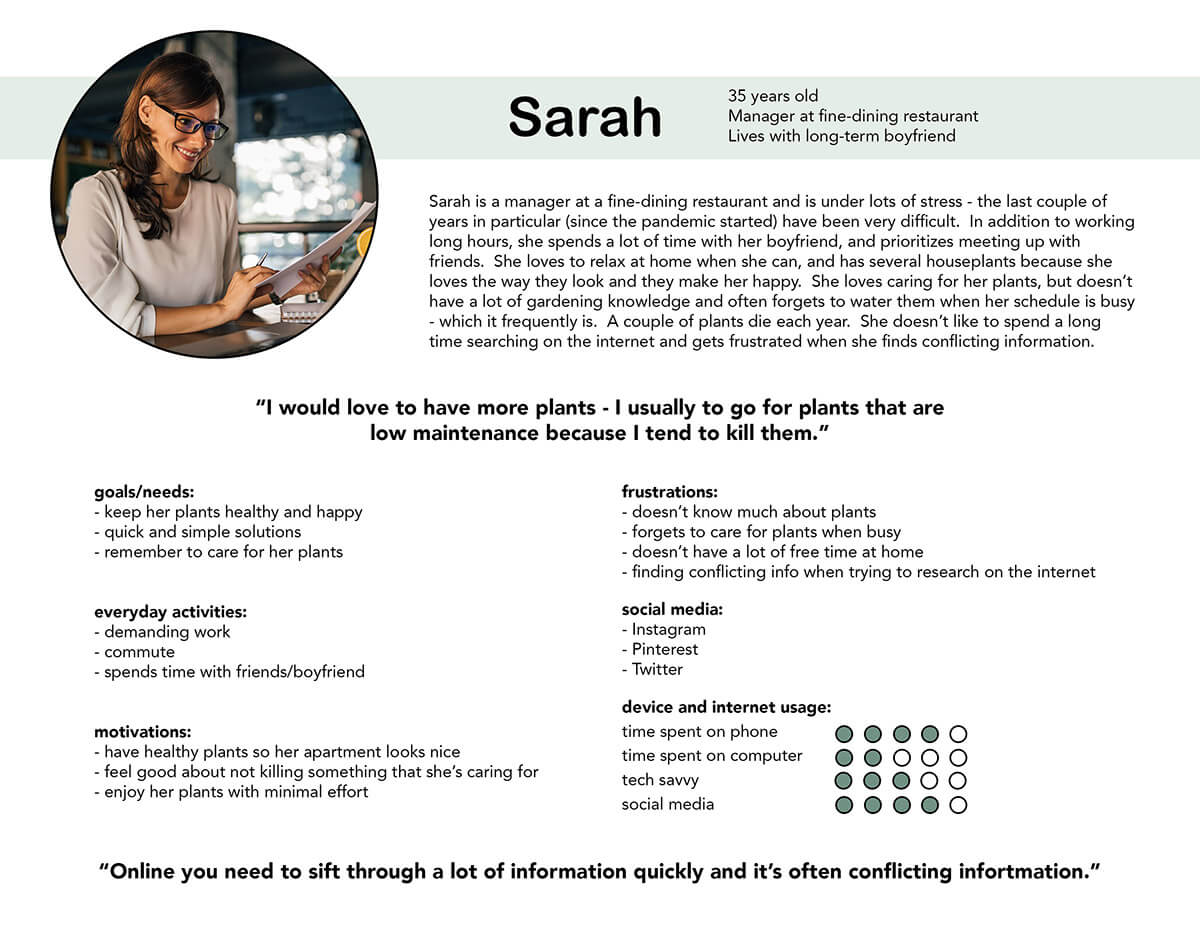 Sarah
35 years old
Manager at fine-dining restaurant
Lives with long-term boyfriend
Sarah is a manager at a fine-dining restaurant and is under lots of stress - the last couple of
years in particular (since the pandemic started) have been very difficult.  In addition to working
long hours, she spends a lot of time with her boyfriend, and prioritizes meeting up with
friends.  She loves to relax at home when she can, and has several houseplants because she
loves the way they look and they make her happy.  She loves caring for her plants, but doesn’t
have a lot of gardening knowledge and often forgets to water them when her schedule is busy
- which it frequently is.  A couple of plants die each year.  She doesn’t like to spend a long
time searching on the internet and gets frustrated when she finds conflicting information.
“I would love to have more plants - I usually to go for plants that are
low maintenance because I tend to kill them.”
goals/needs:
- keep her plants healthy and happy
- quick and simple solutions
- remember to care for her plants
everyday activities:
- demanding work
- commute
- spends time with friends/boyfriend
motivations:
- have healthy plants so her apartment looks nice
- feel good about not killing something that she’s caring for
- enjoy her plants with minimal effort
frustrations:
- doesn’t know much about plants
- forgets to care for plants when busy
- doesn’t have a lot of free time at home
- finding conflicting info when trying to research on the internet
social media:
- Instagram
- Pinterest
- Twitter
device and internet usage:
time spent on phone
time spent on computer
tech savvy
social media
“Online you need to sift through a lot of information quickly and it’s often conflicting infortmation.”